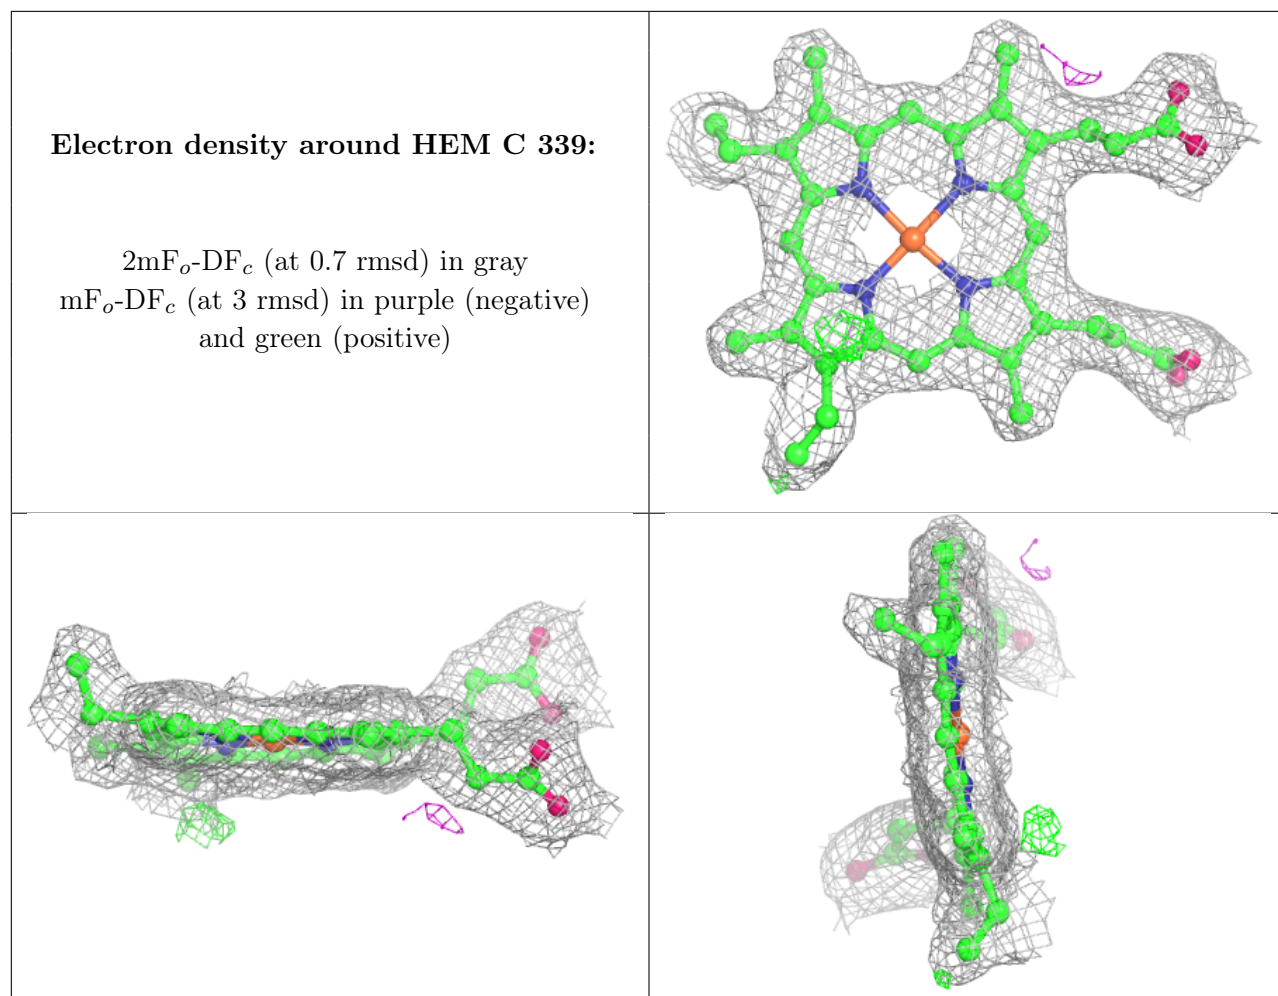 Electron density around HEM C 339:
2mFo-DFc (at 0.7 rmsd) in gray
mFo-DFc (at 3 rmsd) in purple (negative)
and green (positive)